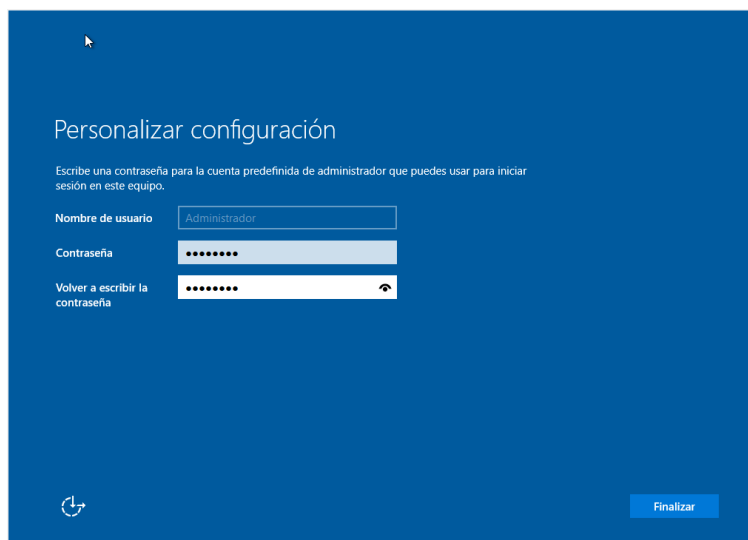 Personalizar configuración
Escribe una contraseña para la cuenta predefinida de administrador que puedes usar para iniciar
sesión en este equipo.
Nombre de usuario
Administrador
Contraseña
••••••••
Volver a escribir la
contraseña
••••••••
Finalizar